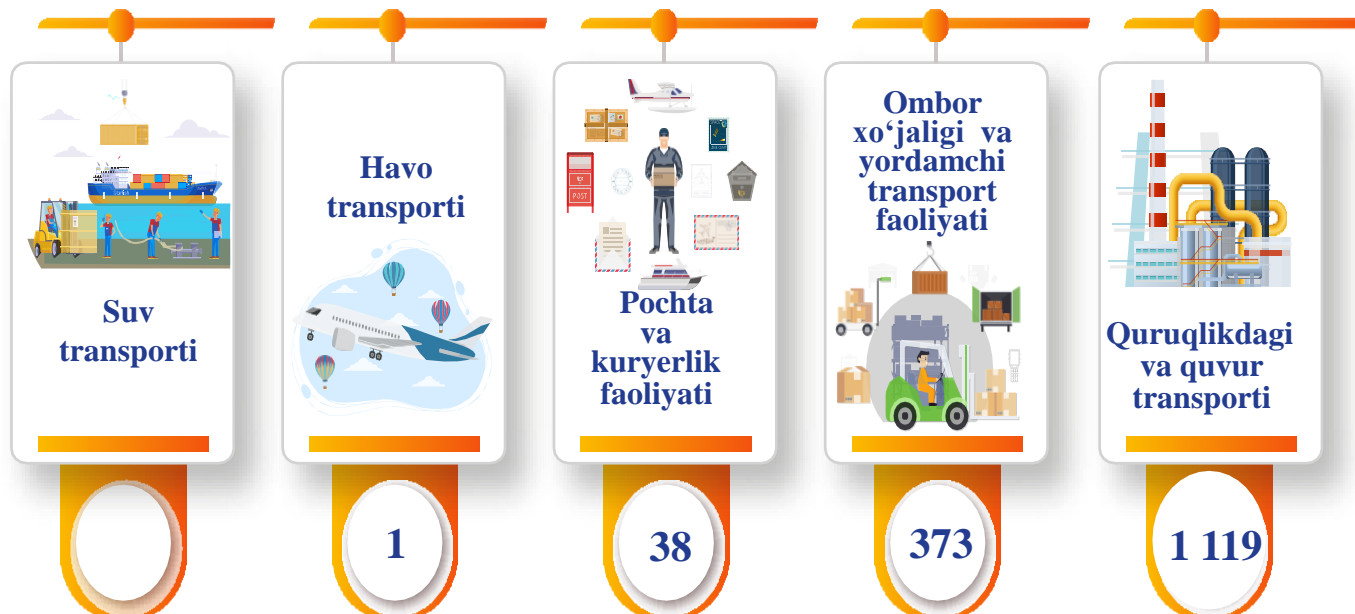 Suv
transporti
Havo
transporti
1
POST
Pochta
va
kuryerlik
faoliyati
38
Ombor
xo‘jaligi va
yordamchi
transport
faoliyati
373
Quruqlikdagi
va quvur
transporti
1 119